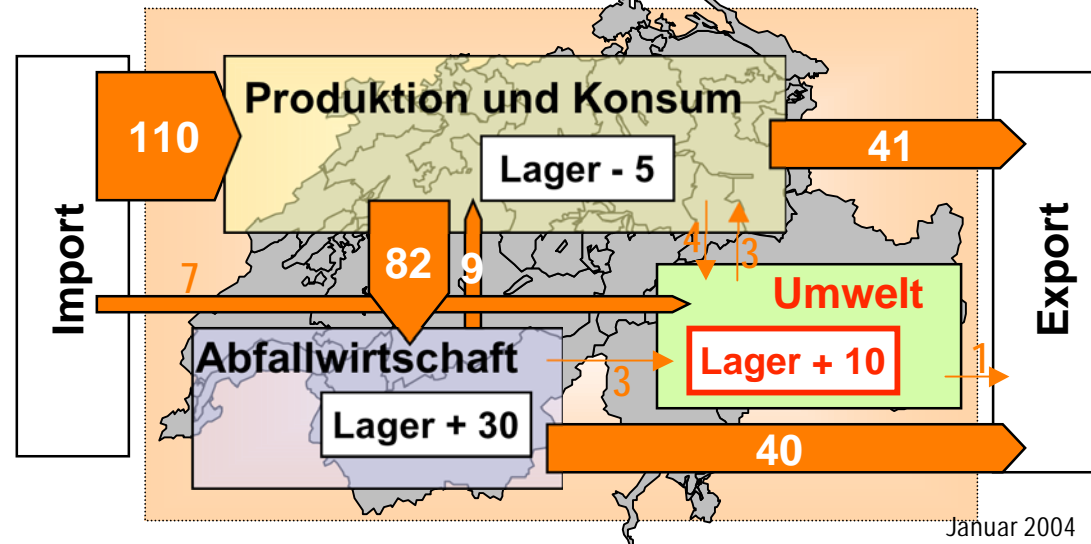 Produktion und Konsum
110
Lager - 5
41
Import
Export
82
9
4
3
7
Umwelt
Abfallwirtschaft
Lager + 10
3
1
Lager + 30
40
Januar 2004